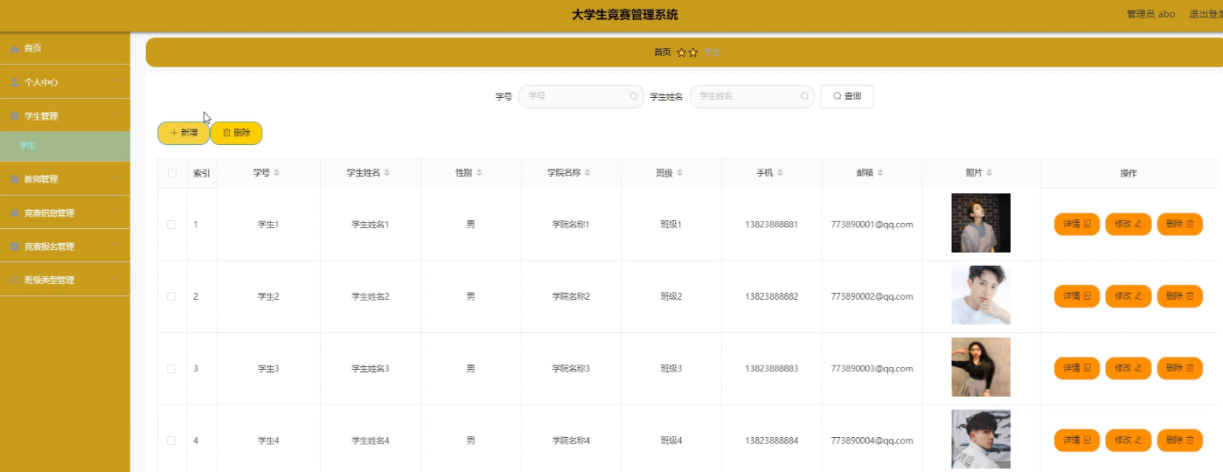 大学生竞赛管理系统
管理员 abo 退出登录
首页
个人中心
学生管理
学生
教师管理
竞赛信息管理
竞赛报名管理
班级类型管理
首页 学生
学号 学号 学生姓名 学生姓名 查询
新增 删除
索引 学号 学生姓名 性别 学院名称 班级 手机 邮箱 照片 操作
1 学生1 学生姓名1 男 学院名称1 班级1 13823888881 773890001@qq.com 详情 修改 删除
2 学生2 学生姓名2 男 学院名称2 班级2 13823888882 773890002@qq.com 详情 修改 删除
3 学生3 学生姓名3 男 学院名称3 班级3 13823888883 773890003@qq.com 详情 修改 删除
4 学生4 学生姓名4 男 学院名称4 班级4 13823888884 773890004@qq.com 详情 修改 删除